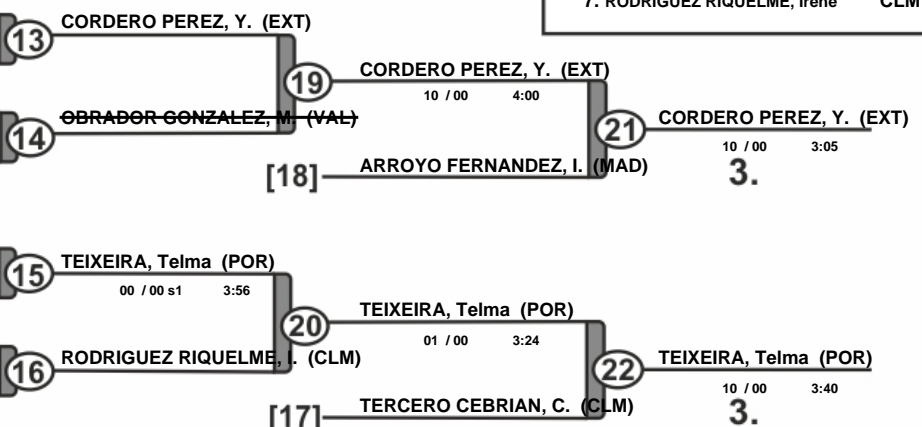 7. RODRIGUEZ RIQUELME, Irene CLM
CORDERO PEREZ, Y. (EXT)
13
19
CORDERO PEREZ, Y. (EXT)
10 / 00 4:00
OBRADOR GONZALEZ, M. (VAL)
14
21
CORDERO PEREZ, Y. (EXT)
10 / 00 3:05
3.
[18]
ARROYO FERNANDEZ, I. (MAD)
15
TEIXEIRA, Telma (POR)
00 / 00 s1 3:56
20
TEIXEIRA, Telma (POR)
01 / 00 3:24
16
RODRIGUEZ RIQUELME, I. (CLM)
22
TEIXEIRA, Telma (POR)
10 / 00 3:40
3.
[17]
TERCERO CEBRIAN, C. (CLM)